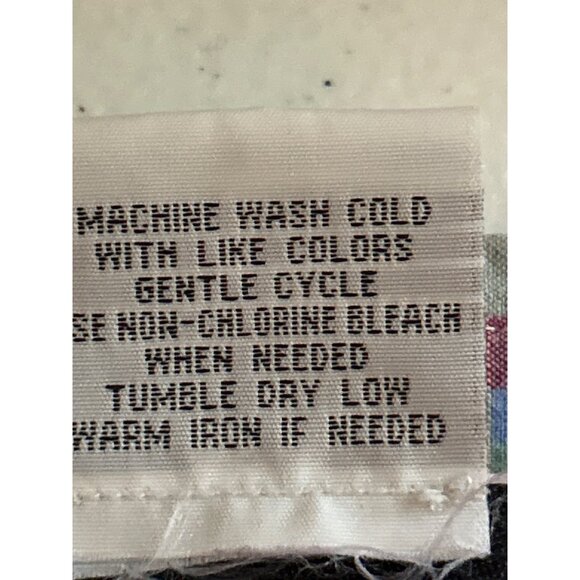 MACHINE WASH COLD
WITH LIKE COLORS
GENTLE CYCLE
SE NON-CHLORINE BLEACH
WHEN NEEDED
TUMBLE DRY LOW
WARM IRON IF NEEDED